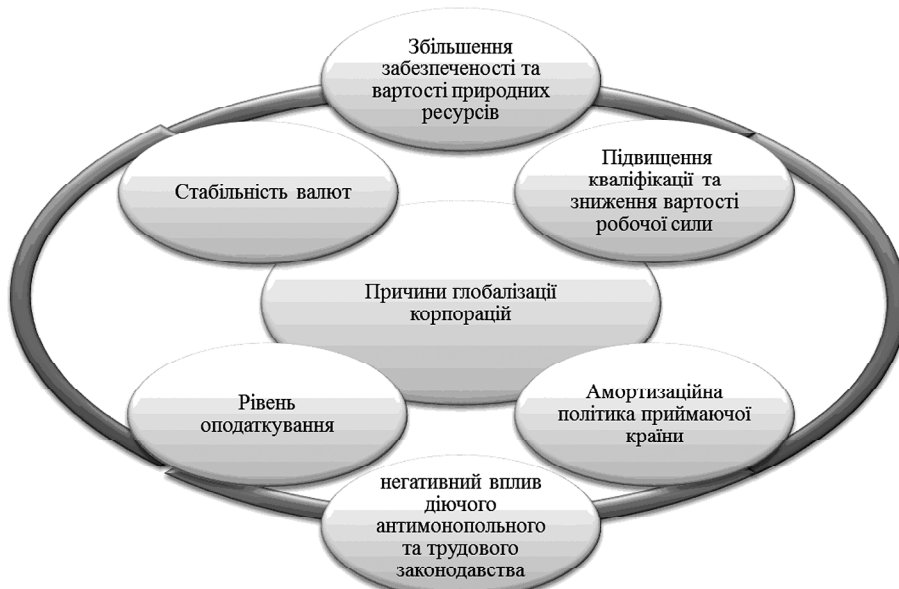 Збільшення
забезпеченості та
вартості природних
ресурсів
Стабільність валют
Підвищення
кваліфікації та
зниження вартості
робочої сили
Причини глобалізації
корпорацій
Рівень
оподаткування
Амортизаційна
політика приймаючої
країни
негативний вплив
діючого
антимонопольного
та трудового
законодавства